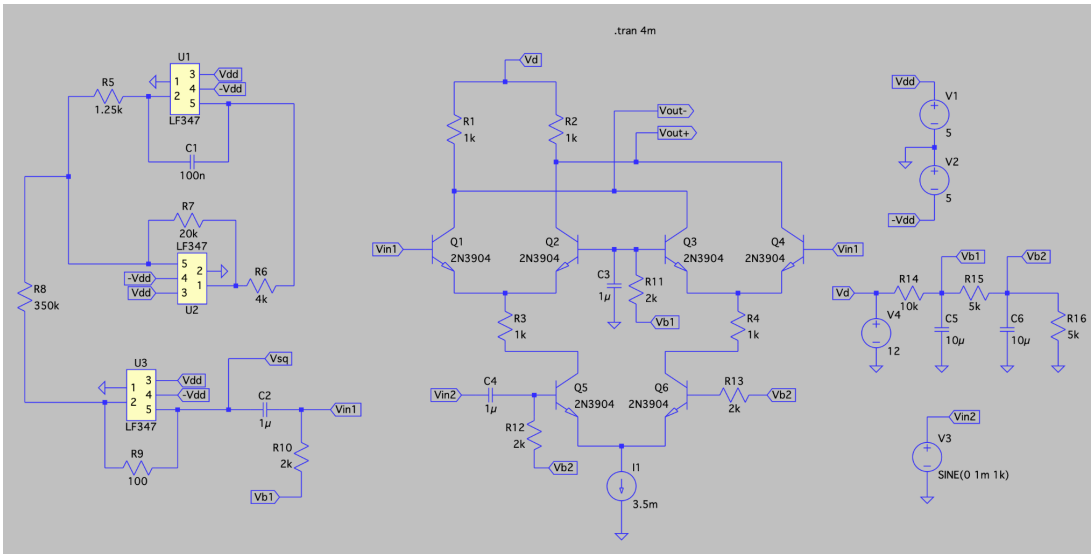 .tran 4m
U1
R5
1.25k
1
2
3
4
5
Vdd
-Vdd
LF347
C1
100n
R7
20k
LF347
5
4
3
2
1
-Vdd
Vdd
U2
R6
4k
R8
350k
U3
1
2
3
4
5
Vdd
-Vdd
LF347
R9
100
Vsq
C2
1µ
Vin1
R10
2k
Vb1
Vd
R1
1k
R2
1k
Vout-
Vout+
Vin1
Q1
2N3904
Q2
2N3904
Q3
2N3904
Q4
2N3904
Vin1
C3
1µ
R11
2k
Vb1
R3
1k
R4
1k
Vin2
C4
1µ
Q5
2N3904
Q6
2N3904
R13
2k
Vb2
R12
2k
Vb2
I1
3.5m
Vdd
V1
5
V2
5
-Vdd
Vb1
Vb2
Vd
R14
10k
R15
5k
V4
12
C5
10µ
C6
10µ
R16
5k
Vin2
V3
SINE(0 1m 1k)